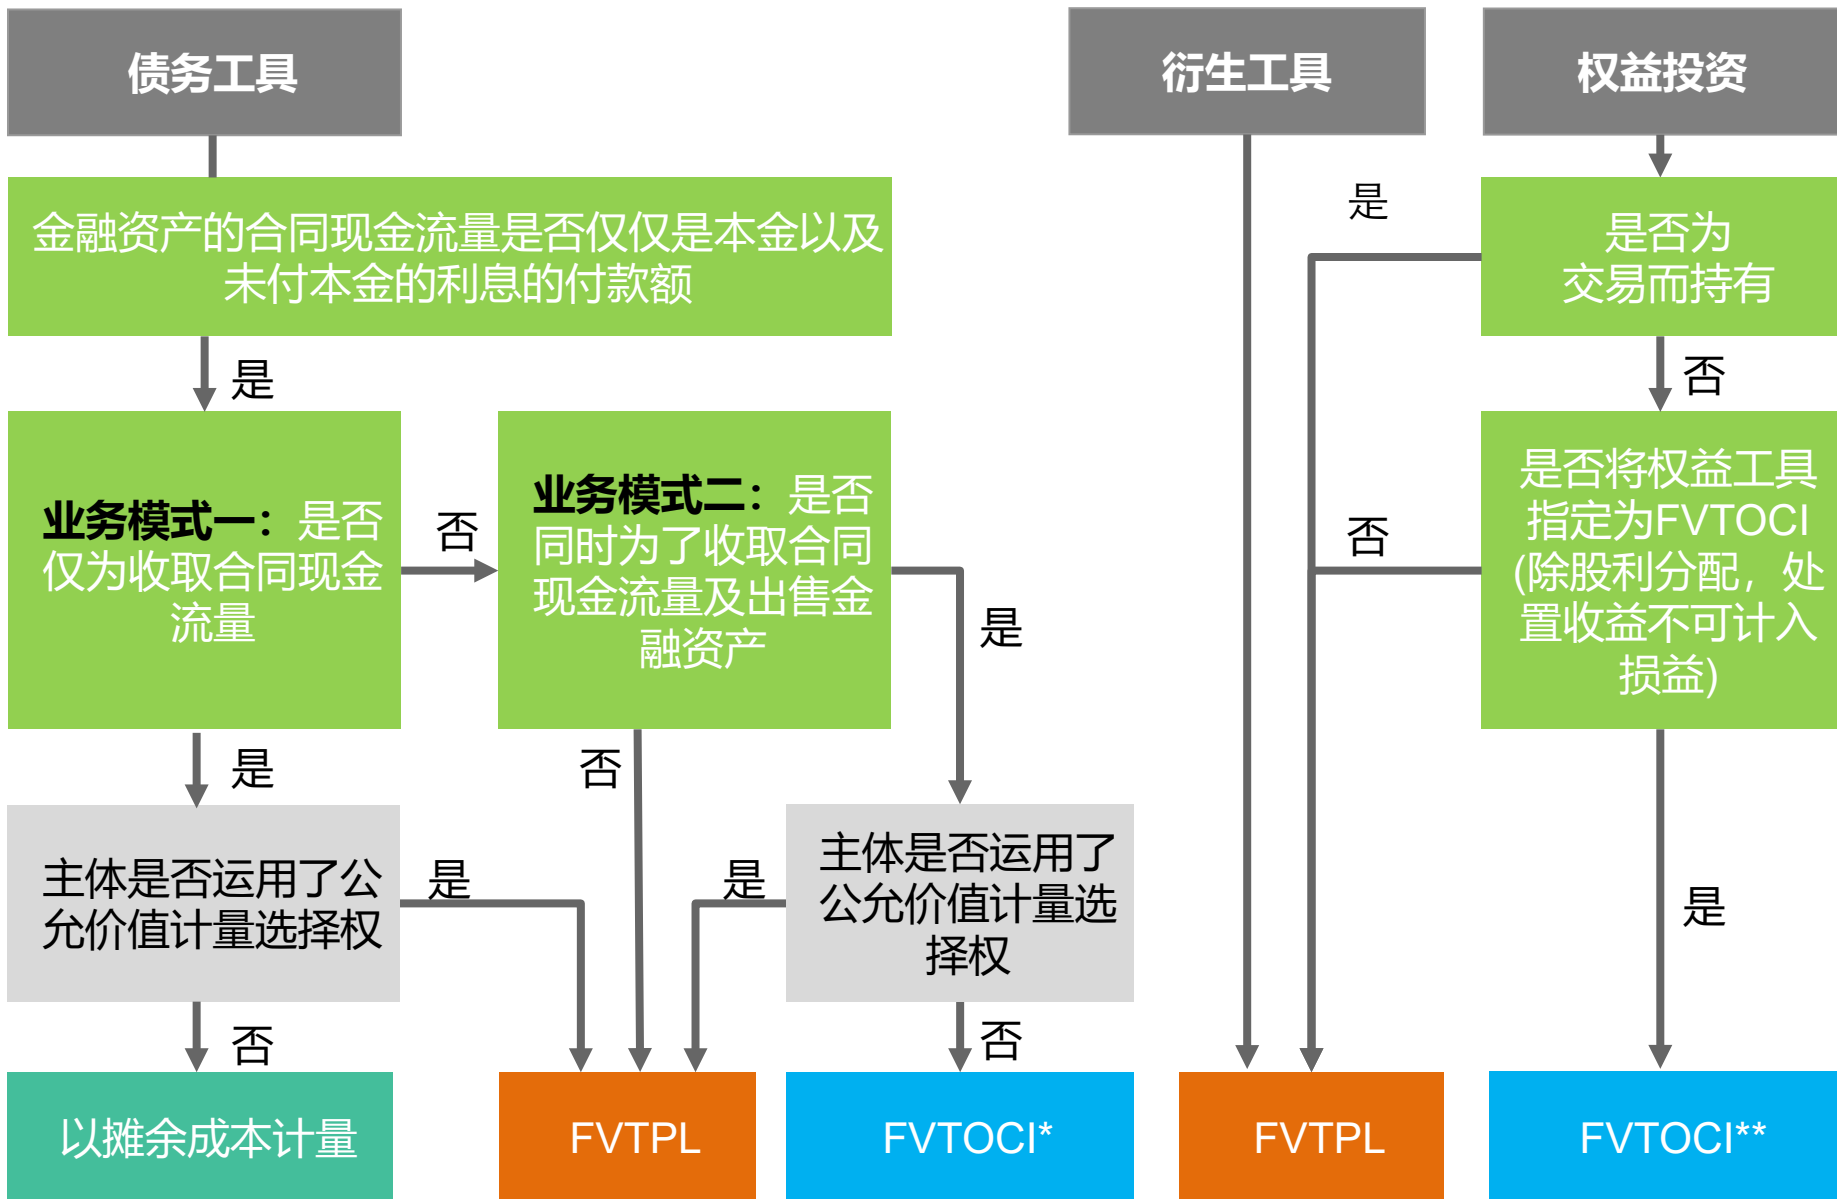 债务工具
衍生工具
权益投资
金融资产的合同现金流量是否仅仅是本金以及
未付本金的利息的付款额
是
是否为
交易而持有
是
否
业务模式一：是否
仅为收取合同现金
流量
否
业务模式二：是否
同时为了收取合同
现金流量及出售金
融资产
是
否
是否将权益工具
指定为FVTOCI
(除股利分配，处
置收益不可计入
损益)
是
否
主体是否运用了公
允价值计量选择权
是
是
主体是否运用了
公允价值计量选
择权
是
否
否
以摊余成本计量
FVTPL
FVTOCI*
FVTPL
FVTOCI**